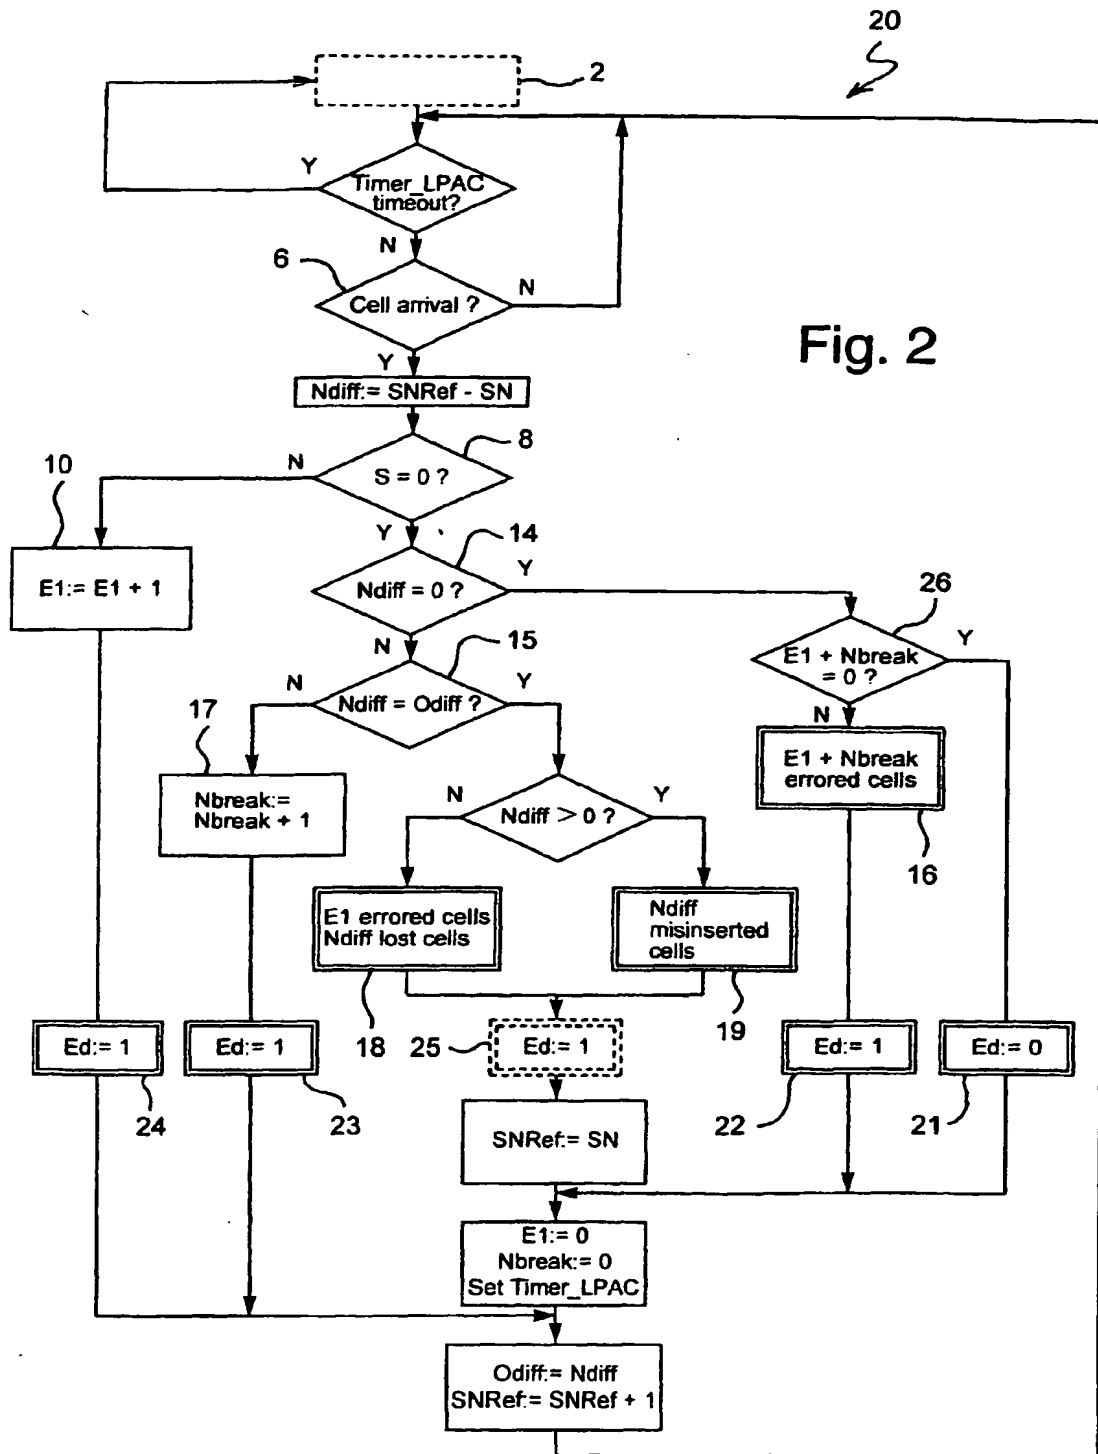 20
2
Y
Timer_LPAC
timeout?
N
6
Cell arrival ?
N
Fig. 2
Y
Ndiff:= SNRef - SN
8
N
S = 0 ?
10
Y
14
E1:= E1 + 1
Ndiff = 0 ?
Y
26
N
15
E1 + Nbreak
= 0 ?
Y
N
Ndiff = Odiff ?
Y
17
N
Nbreak:=
Nbreak + 1
E1 + Nbreak
errored cells
N
Ndiff > 0 ?
Y
16
E1 errored cells
Ndiff lost cells
Ndiff
misinserted
cells
18
19
25
Ed:= 1
Ed:= 1
Ed:= 1
Ed:= 1
Ed:= 0
24
23
22
21
SNRef:= SN
E1:= 0
Nbreak:= 0
Set Timer_LPAC
Odiff:= Ndiff
SNRef:= SNRef + 1